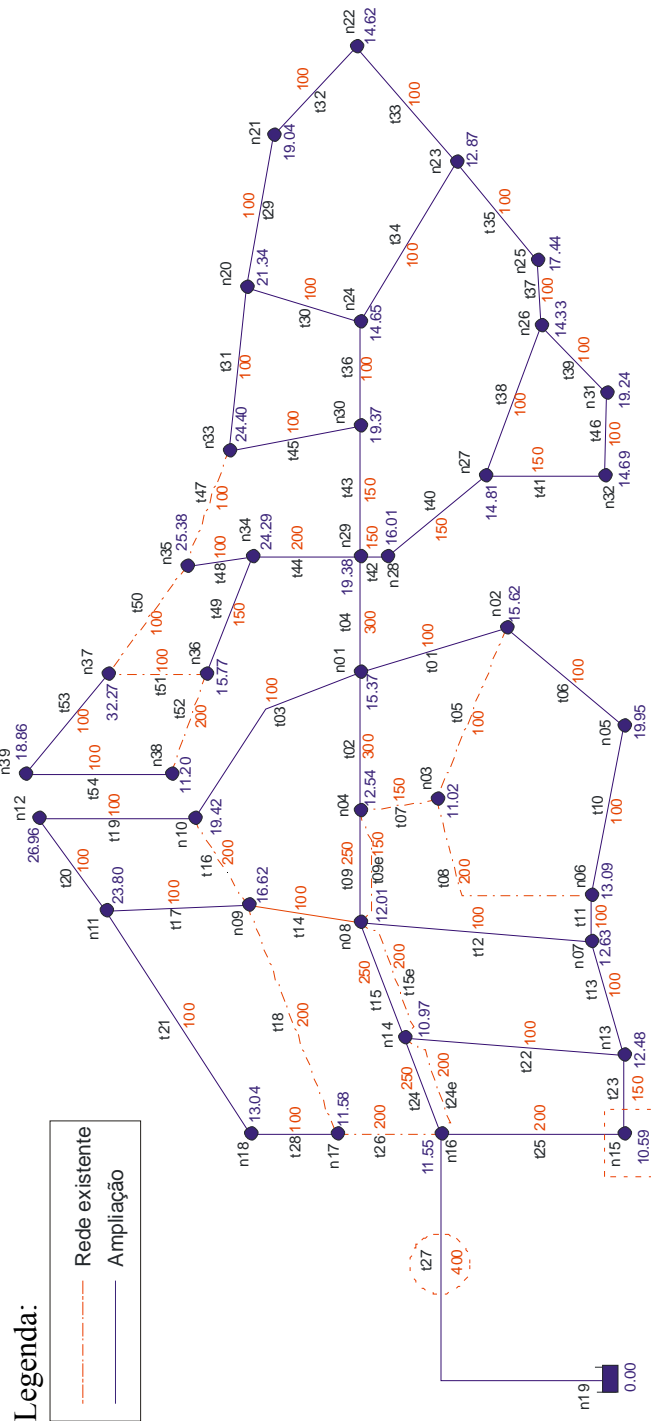 Legenda:
Rede existente
Ampliação
n22
14.62
100
t32
n21
19.04
100
t33
n23
12.87
100
t29
n20
21.34
100
t30
n24
14.65
t34
100
t35
100
n25
17.44
t37
100
n26
14.33
t39
100
n31
19.24
t46
100
n32
14.69
t38
100
n27
14.81
150
t41
t31
100
n33
24.40
100
t45
t36
100
n30
19.37
t43
150
t40
150
t47
100
n35
25.38
t48
100
n34
24.29
200
t44
n29
19.38
150
t42
16.01
n28
t50
100
t49
150
n37
32.27
t51
100
n36
15.77
t52
200
t53
100
n39
18.86
100
t54
n38
11.20
t04
300
n01
15.37
100
t01
n02
15.62
100
t06
n05
19.95
t05
100
100
t03
t02
300
n04
12.54
150
t07
n03
11.02
t08
200
t10
100
n12
26.96
t19
100
n10
19.42
t16
200
t20
100
n11
23.80
100
t17
n09
16.62
100
t14
t09
250
t09e
150
n08
12.01
n06
13.09
t11
100
n07
12.63
100
t12
t13
100
n13
12.48
t15
250
t15e
200
n14
10.97
100
t22
t23
150
t24
250
t24e
200
t21
100
t18
200
n18
13.04
100
t28
n17
11.58
200
t26
11.55
n16
200
t25
n15
10.59
t27
400
n19
0.00